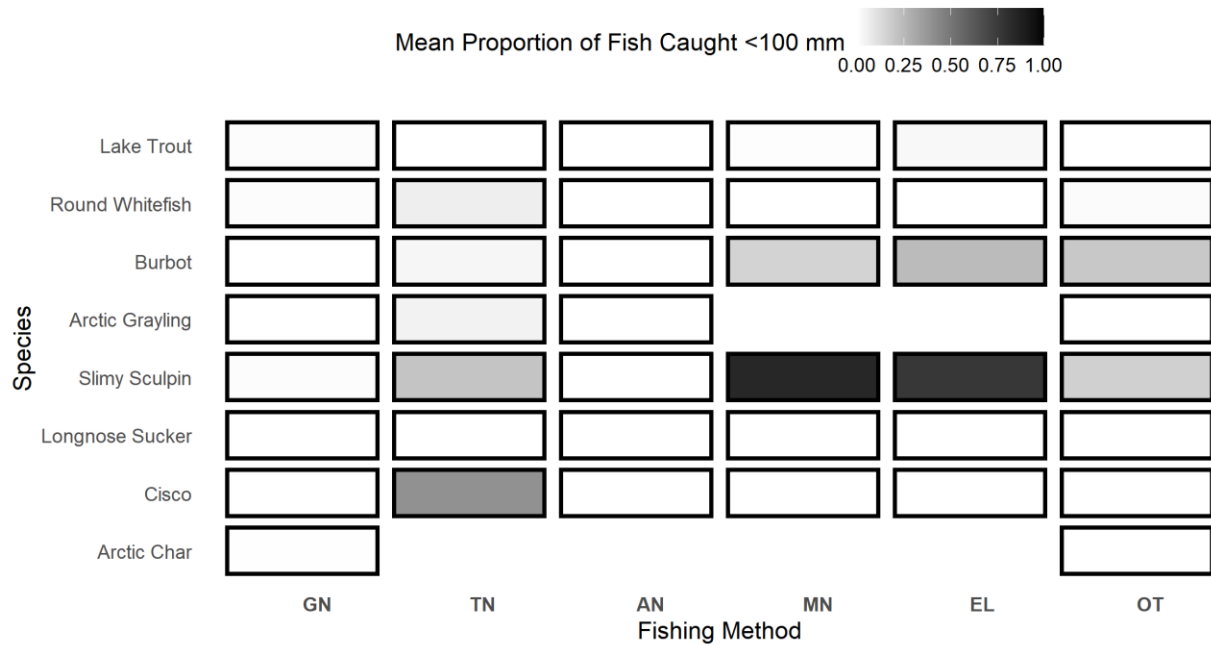 Mean Proportion of Fish Caught <100 mm
0.00 0.25 0.50 0.75 1.00
Species
Lake Trout
Round Whitefish
Burbot
Arctic Grayling
Slimy Sculpin
Longnose Sucker
Cisco
Arctic Char
GN TN AN MN EL OT
Fishing Method